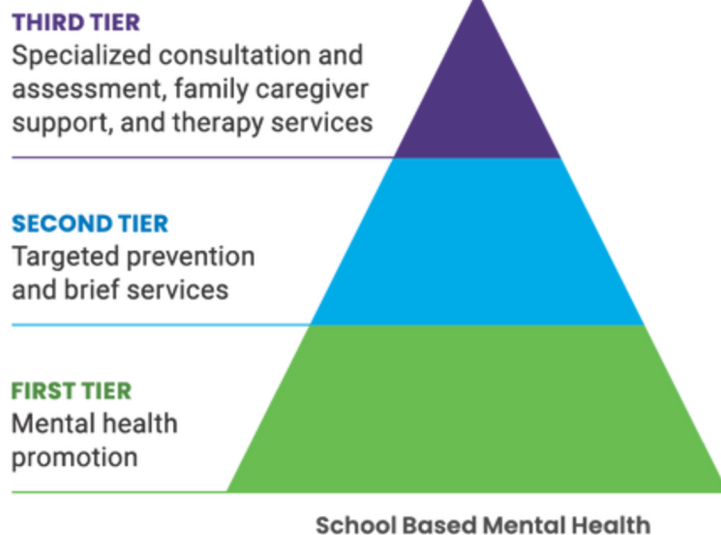 THIRD TIER
Specialized consultation and
assessment, family caregiver
support, and therapy services
SECOND TIER
Targeted prevention
and brief services
FIRST TIER
Mental health
promotion
School Based Mental Health